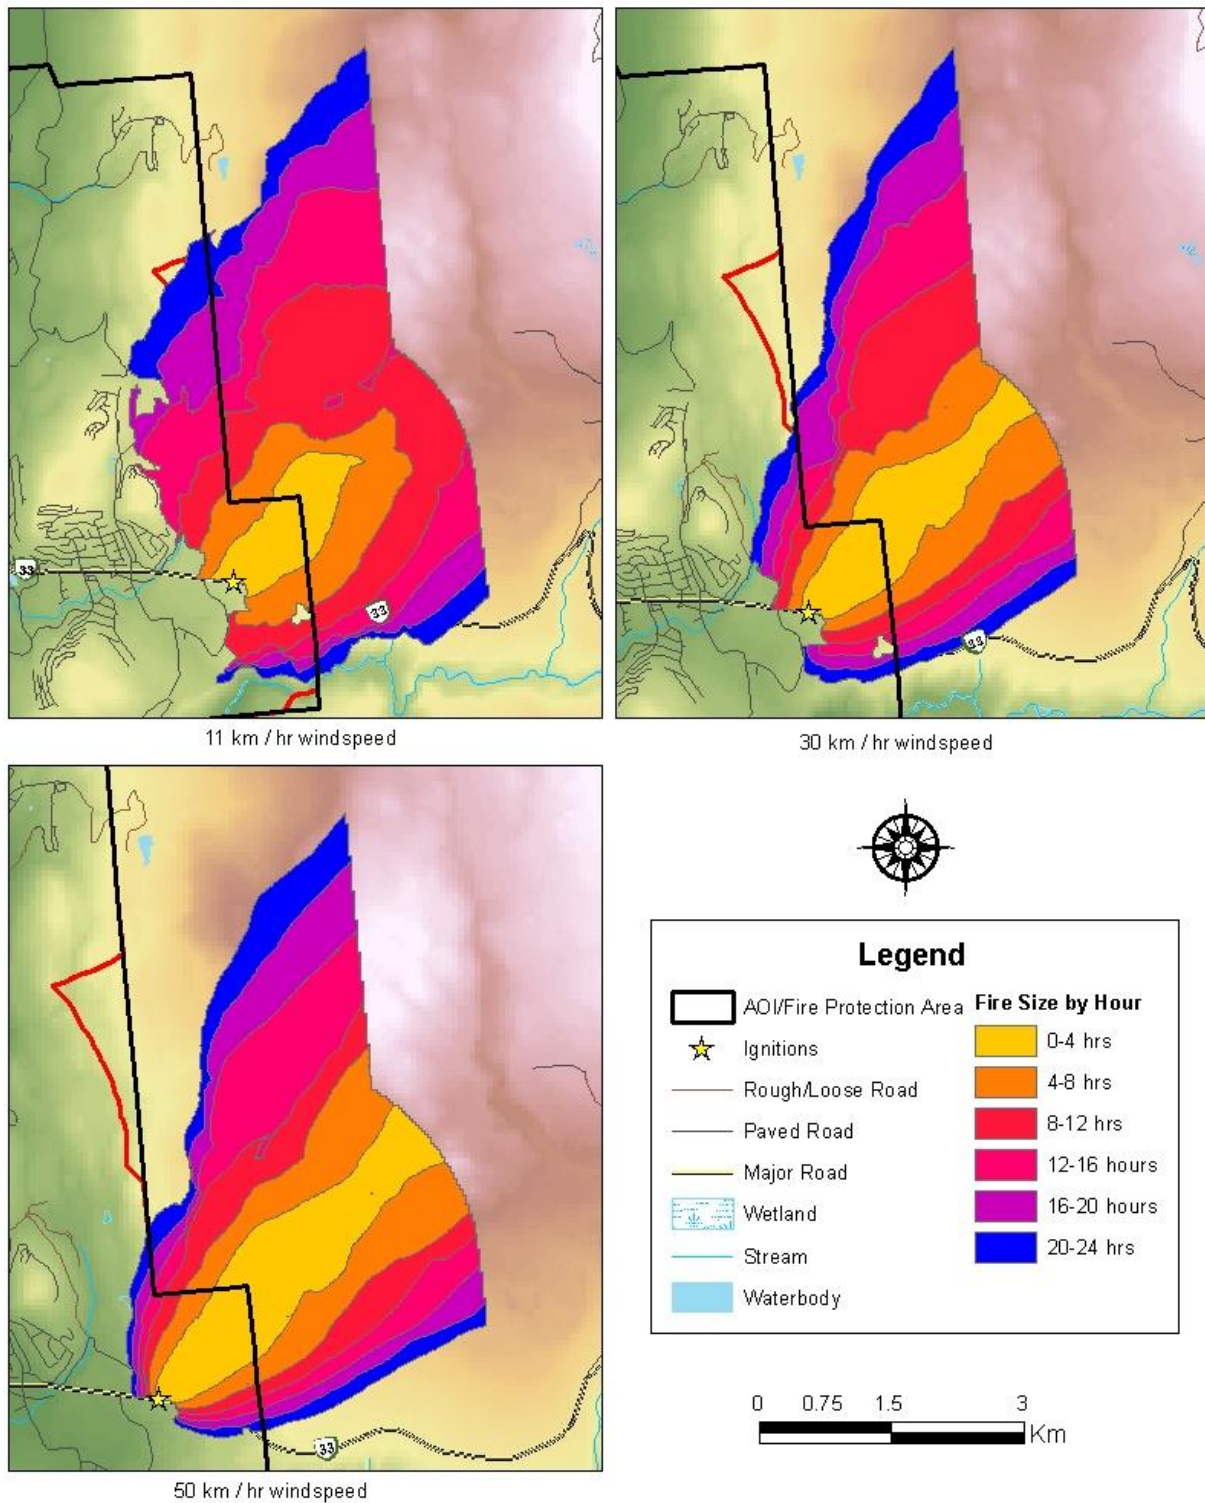 33
33
11 km / hr windspeed
33
30 km / hr windspeed
33
50 km / hr windspeed
Legend
AOI/Fire Protection Area
Ignitions
Rough/Loose Road
Paved Road
Major Road
Wetland
Stream
Waterbody
Fire Size by Hour
0-4 hrs
4-8 hrs
8-12 hrs
12-16 hours
16-20 hours
20-24 hrs
0 0.75 1.5 3
Km